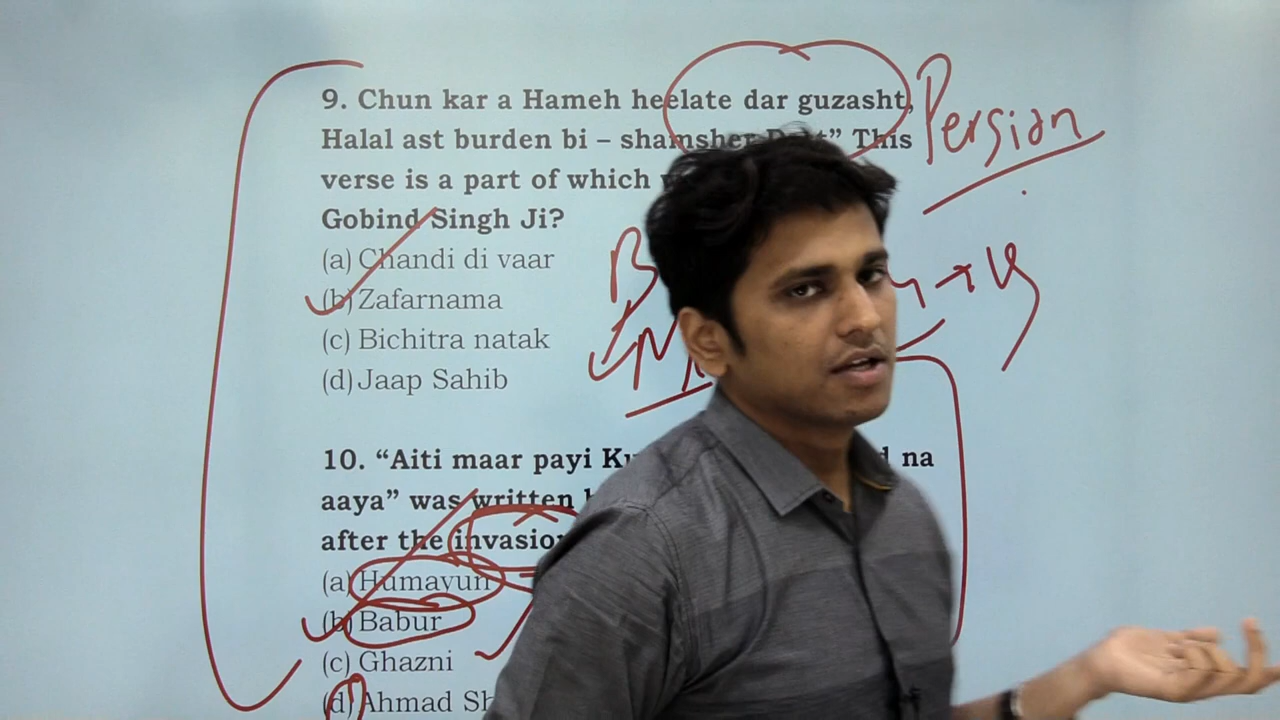 9. Chun kar a Hameh heelate dar guzasht,
Halal ast burden bi – shamsher This
verse is a part of which
Gobind Singh Ji?
(a) Chandi di vaar
(b) Zafarnama
(c) Bichitra natak
(d) Jaap Sahib
Persian
10. “Aiti maar payi na
aaya” was written
after the
(a) Humayun
(b) Babur
(c) Ghazni
(d) Ahmad